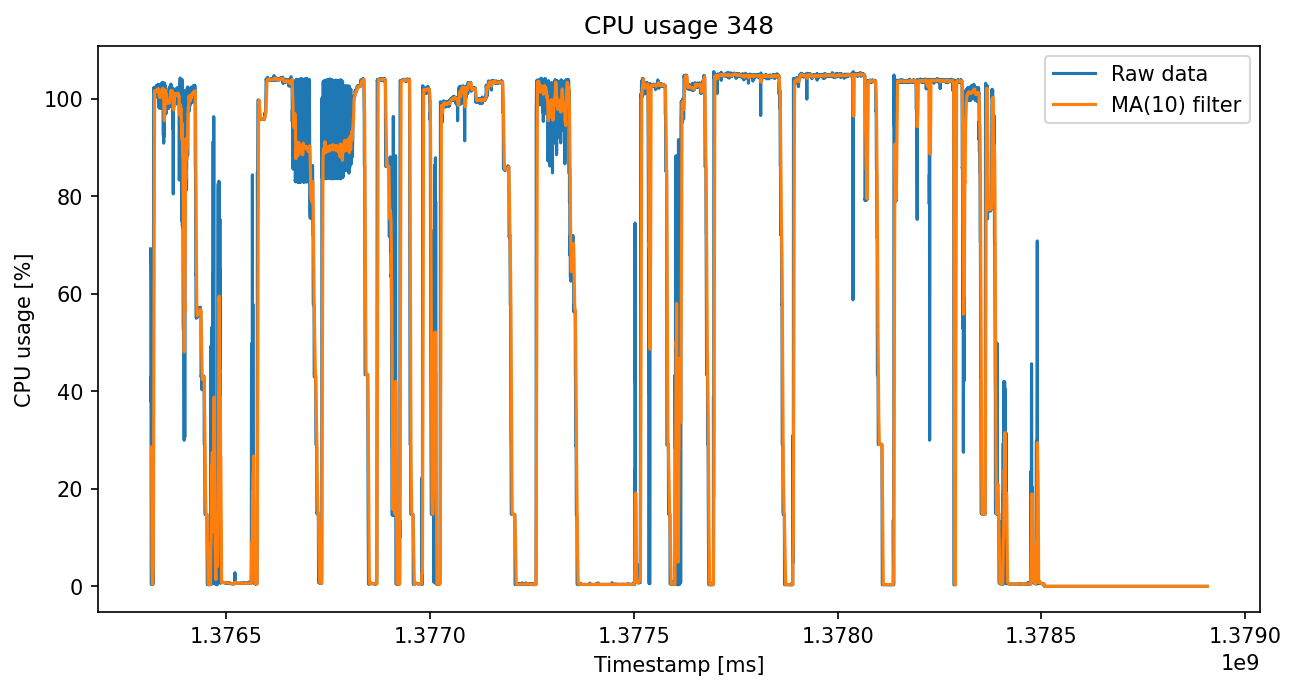 CPU usage 348
Raw data
MA(10) filter
CPU usage [%]
100
80
60
40
20
0
1.3765 1.3770 1.3775 1.3780 1.3785 1.3790
1e9
Timestamp [ms]